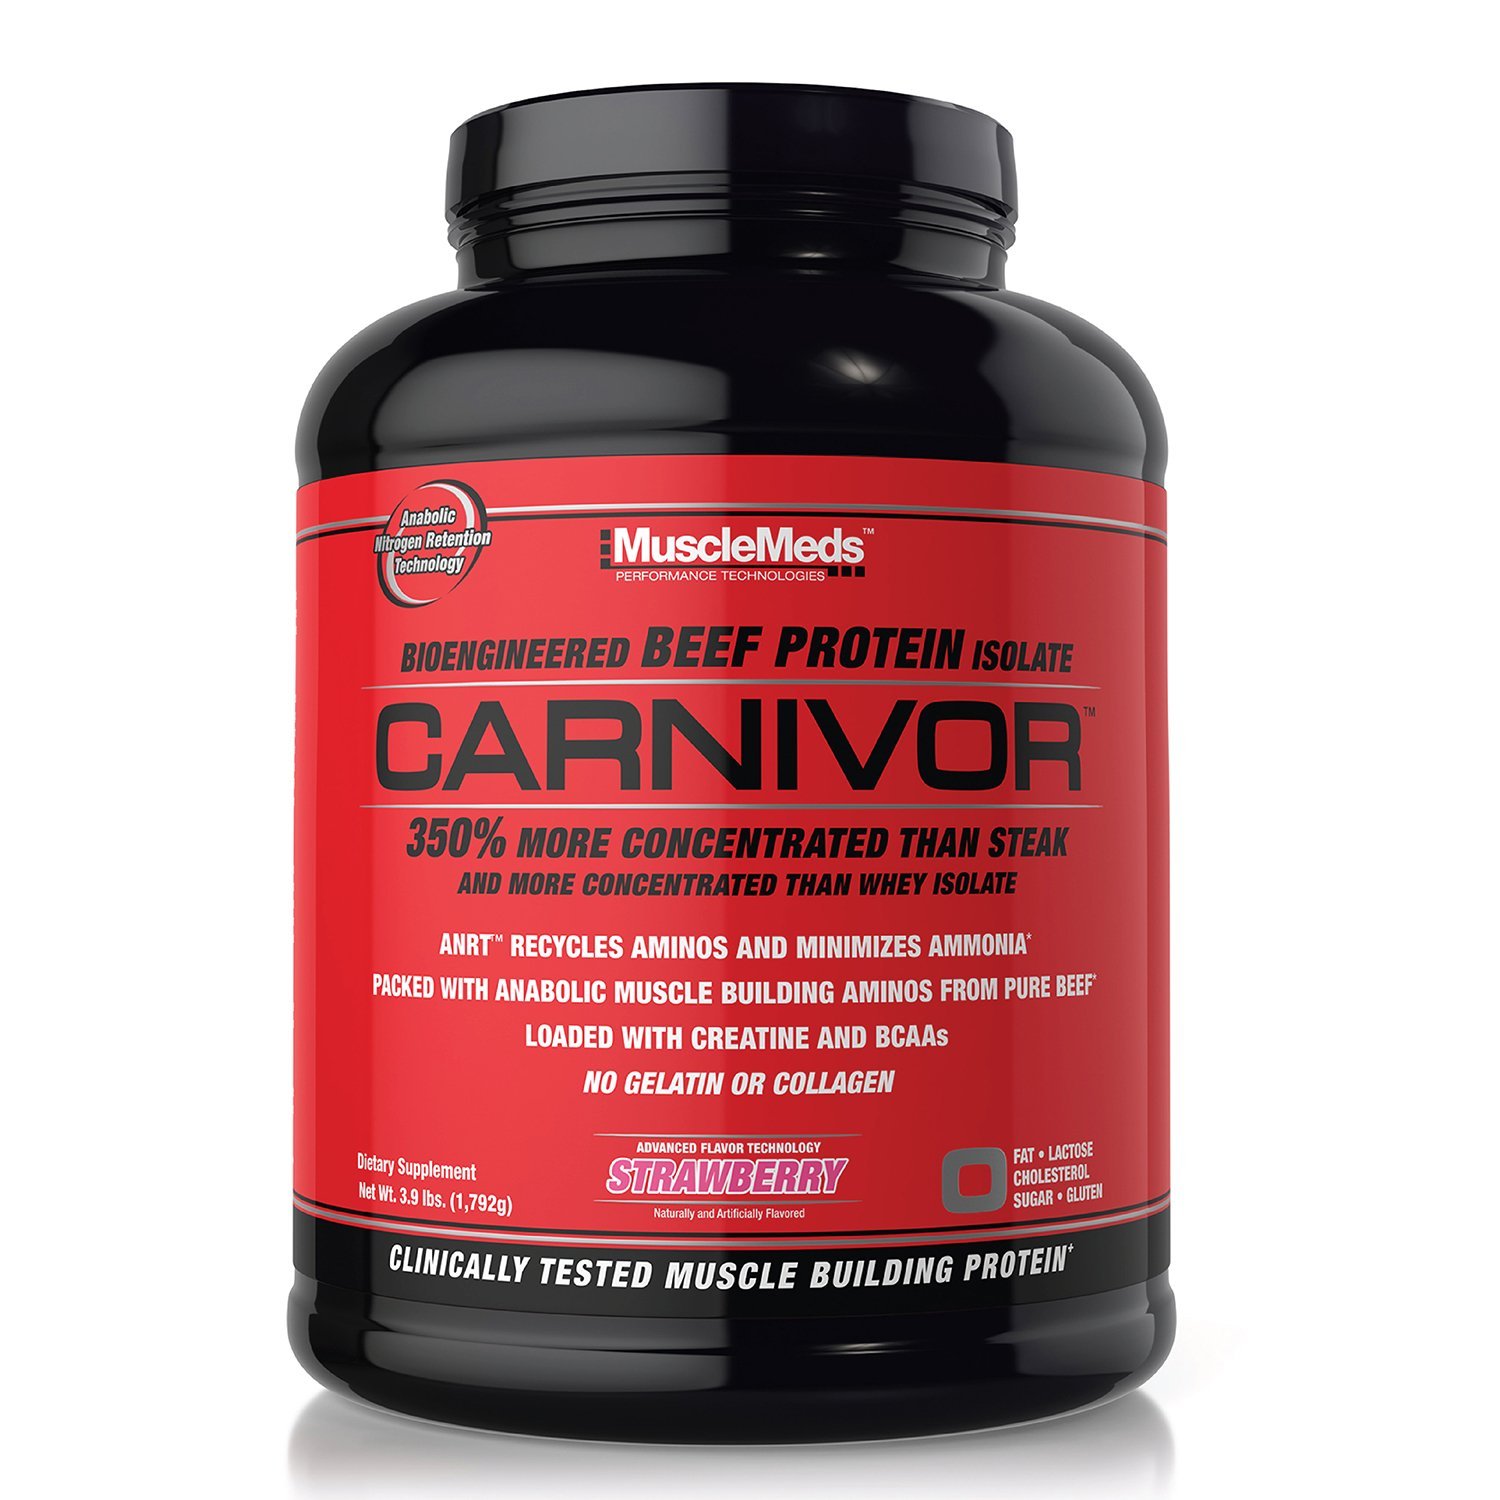 Anabolic
Nitrogen Retention
Technology
MuscleMeds™
PERFORMANCE TECHNOLOGIES
BIOENGINEERED BEEF PROTEIN ISOLATE
CARNIVOR™
350% MORE CONCENTRATED THAN STEAK
AND MORE CONCENTRATED THAN WHEY ISOLATE
ANRT™ RECYCLES AMINOS AND MINIMIZES AMMONIA*
PACKED WITH ANABOLIC MUSCLE BUILDING AMINOS FROM PURE BEEF*
LOADED WITH CREATINE AND BCAAs
NO GELATIN OR COLLAGEN
Dietary Supplement
Net Wt. 3.9 lbs. (1,792g)
ADVANCED FLAVOR TECHNOLOGY
STRAWBERRY
Naturally and Artificially Flavored
0
FAT • LACTOSE
CHOLESTEROL
SUGAR • GLUTEN
CLINICALLY TESTED MUSCLE BUILDING PROTEIN⁺